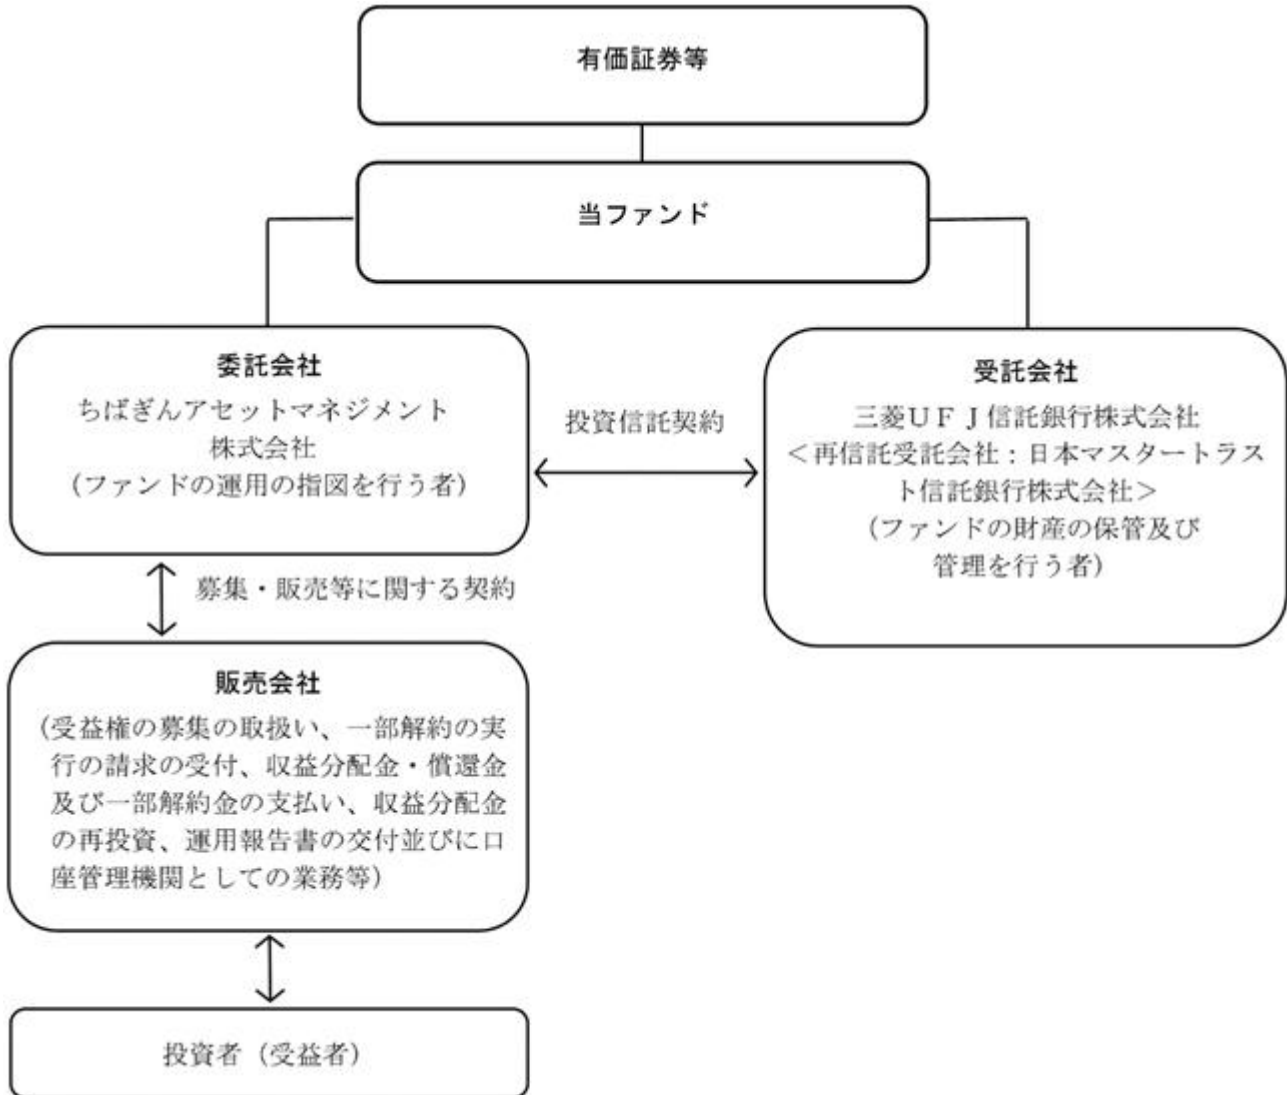 有価証券等
当ファンド
委託会社
ちばぎんアセットマネジメント
株式会社
（ファンドの運用の指図を行う者）
投資信託契約
受託会社
三菱ＵＦＪ信託銀行株式会社
＜再信託受託会社：日本マスタートラス
ト信託銀行株式会社＞
（ファンドの財産の保管及び
管理を行う者）
募集・販売等に関する契約
販売会社
（受益権の募集の取扱い、一部解約の実
行の請求の受付、収益分配金・償還金
及び一部解約金の支払い、収益分配金
の再投資、運用報告書の交付並びに口
座管理機関としての業務等）
投資者（受益者）